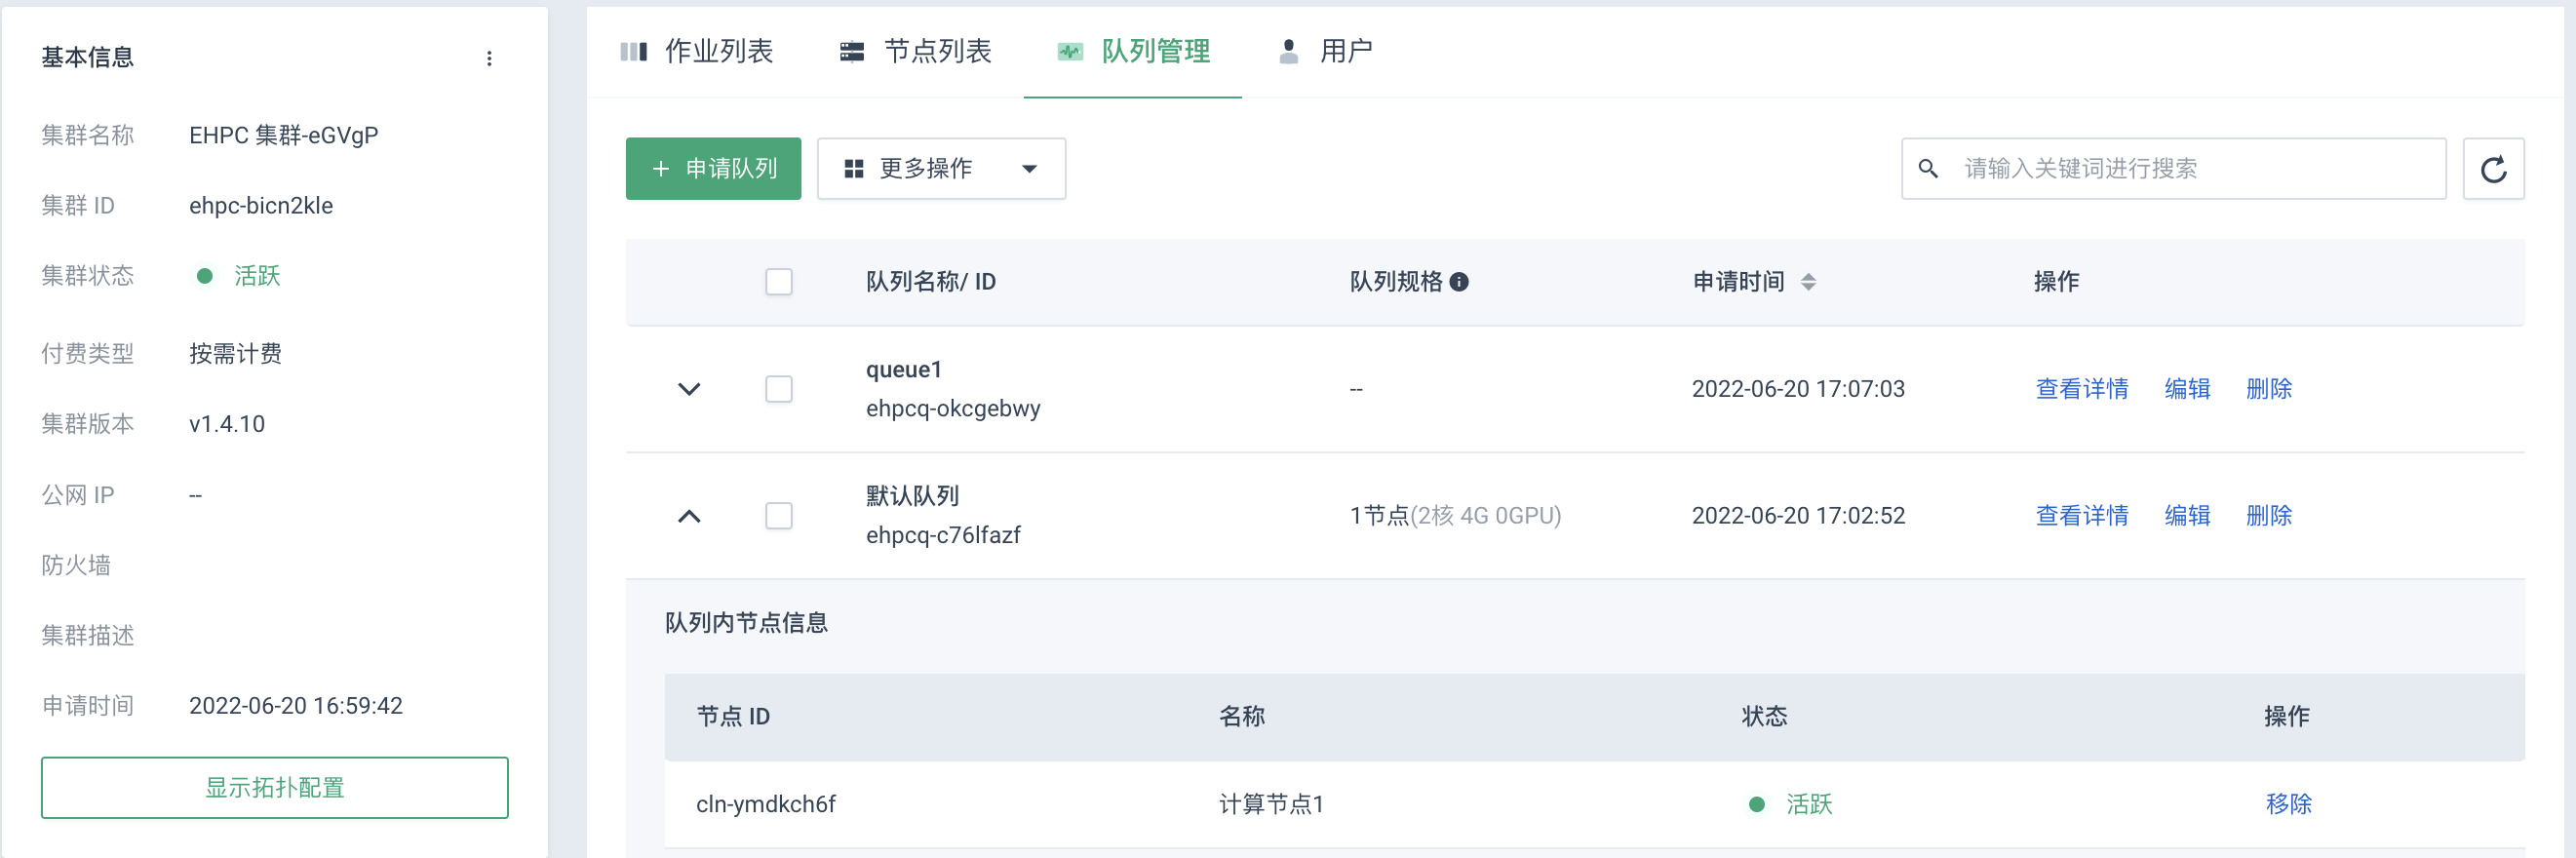 基本信息
集群名称 EHPC 集群-eGVgP
集群 ID ehpc-bicn2kle
集群状态 活跃
付费类型 按需计费
集群版本 v1.4.10
公网 IP --
防火墙
集群描述
申请时间 2022-06-20 16:59:42
显示拓扑配置
作业列表 节点列表 队列管理 用户
+ 申请队列 更多操作 请输入关键词进行搜索
队列名称/ ID 队列规格 申请时间 操作
queue1
ehpcq-okcgebwy -- 2022-06-20 17:07:03 查看详情 编辑 删除
默认队列
ehpcq-c76lfazf 1节点(2核 4G 0GPU) 2022-06-20 17:02:52 查看详情 编辑 删除
队列内节点信息
节点 ID 名称 状态 操作
cln-ymdkch6f 计算节点1 活跃 移除